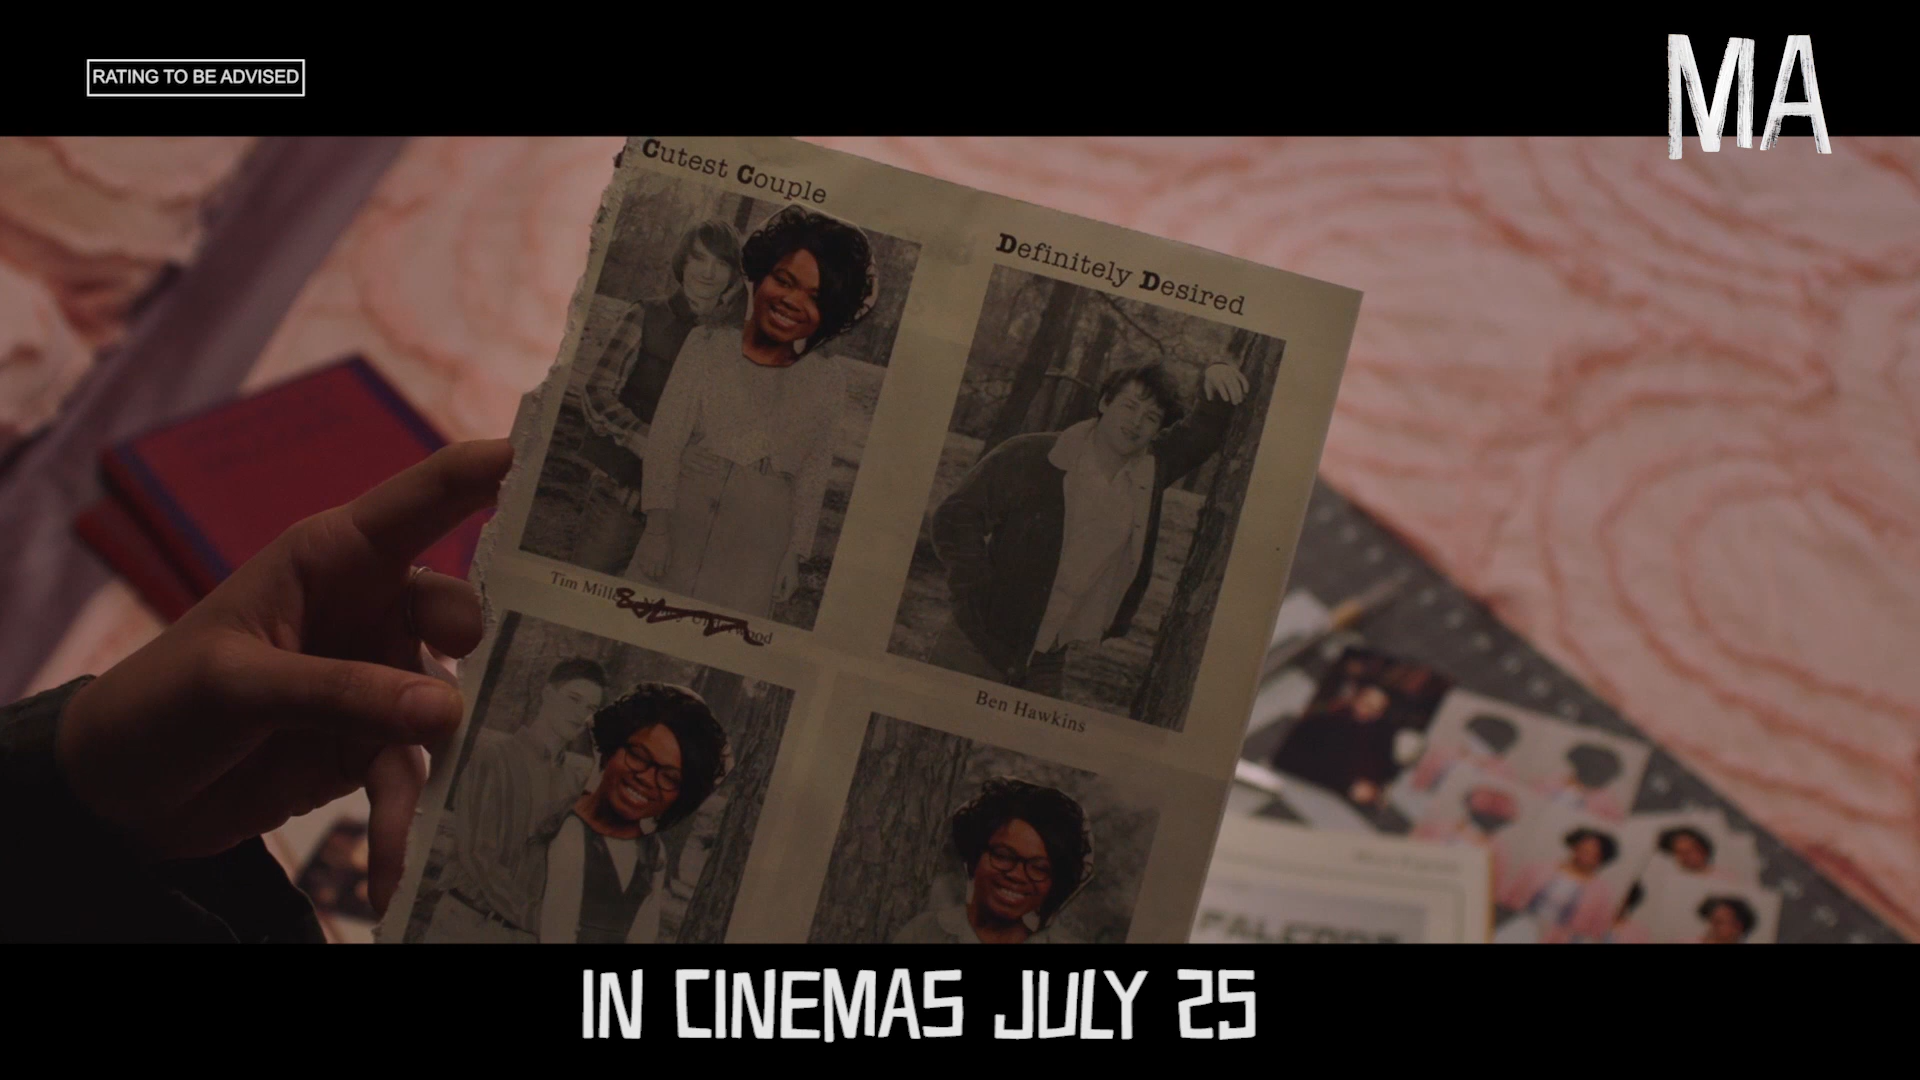 RATING TO BE ADVISED
MA
Cutest Couple
Definitely Desired
Tim Mill
Ben Hawkins
IN CINEMAS JULY 25